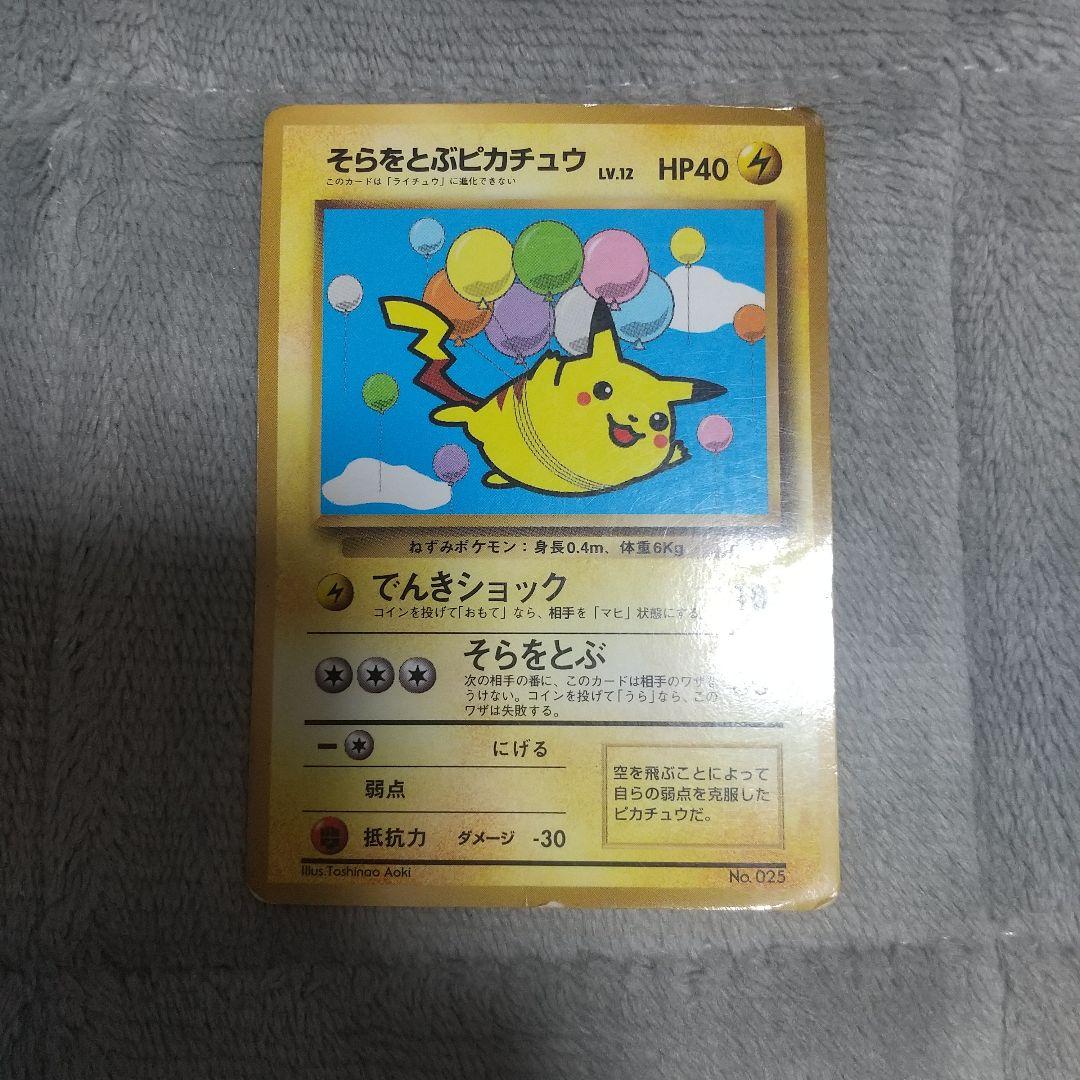 そらをとぶピカチュウ LV.12 HP40
このカードは「ライチュウ」に進化できない
ねずみポケモン：身長0.4m、体重6Kg
でんきショック
コインを投げて「おもて」なら、相手を「マヒ」状態にする
そらをとぶ
次の相手の番に、このカードは相手のワザを
うけない。コインを投げて「うら」なら、この
ワザは失敗する。
ー にげる
弱点
抵抗力 ダメージ -30
空を飛ぶことによって
自らの弱点を克服した
ピカチュウだ。
Illus.Toshinao Aoki
No. 025